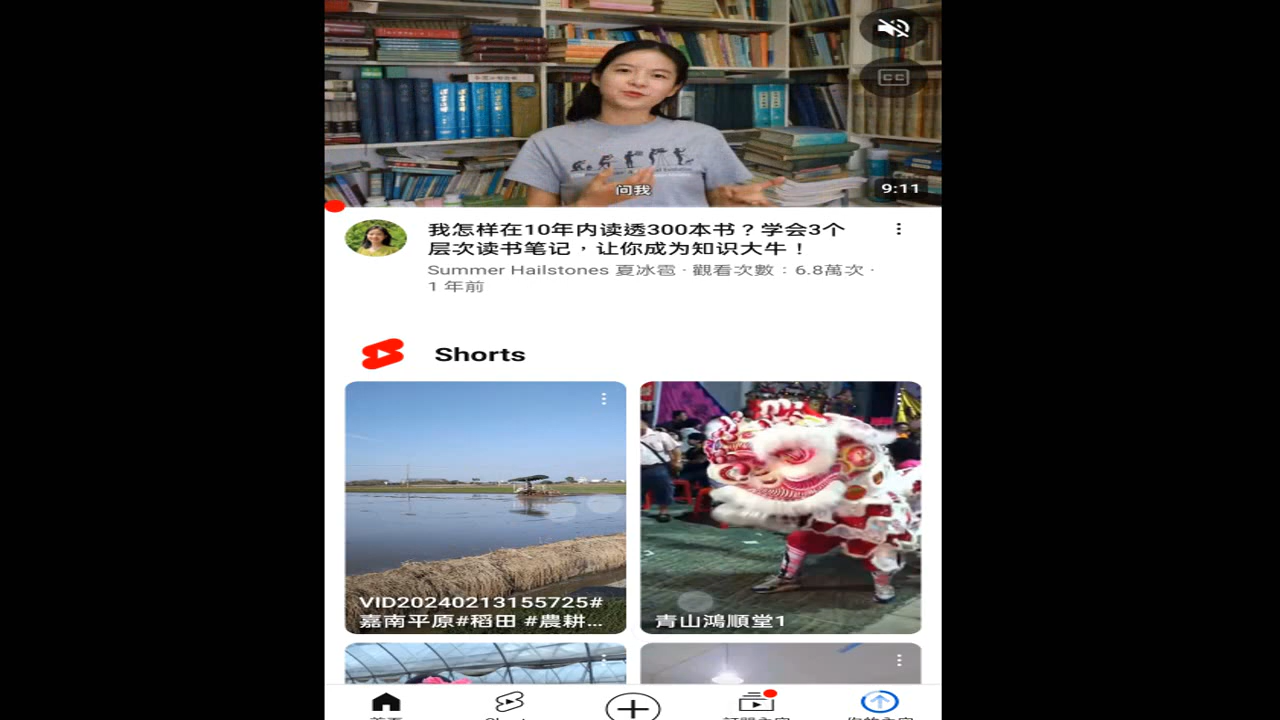 CC
问我
9:11
我怎样在10年内读透300本书？学会3个
层次读书笔记，让你成为知识大牛！
Summer Hailstones 夏冰雹 · 觀看次數：6.8萬次 ·
1 年前
Shorts
VID20240213155725#
嘉南平原#稻田 #農耕...
青山鴻順堂1